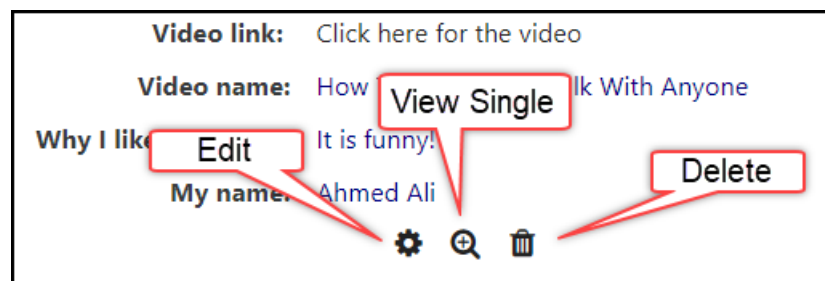 Video link: Click here for the video
Video name: How lk With Anyone
View Single
Why I like It is funny!
Edit
Delete
My name: Ahmed Ali